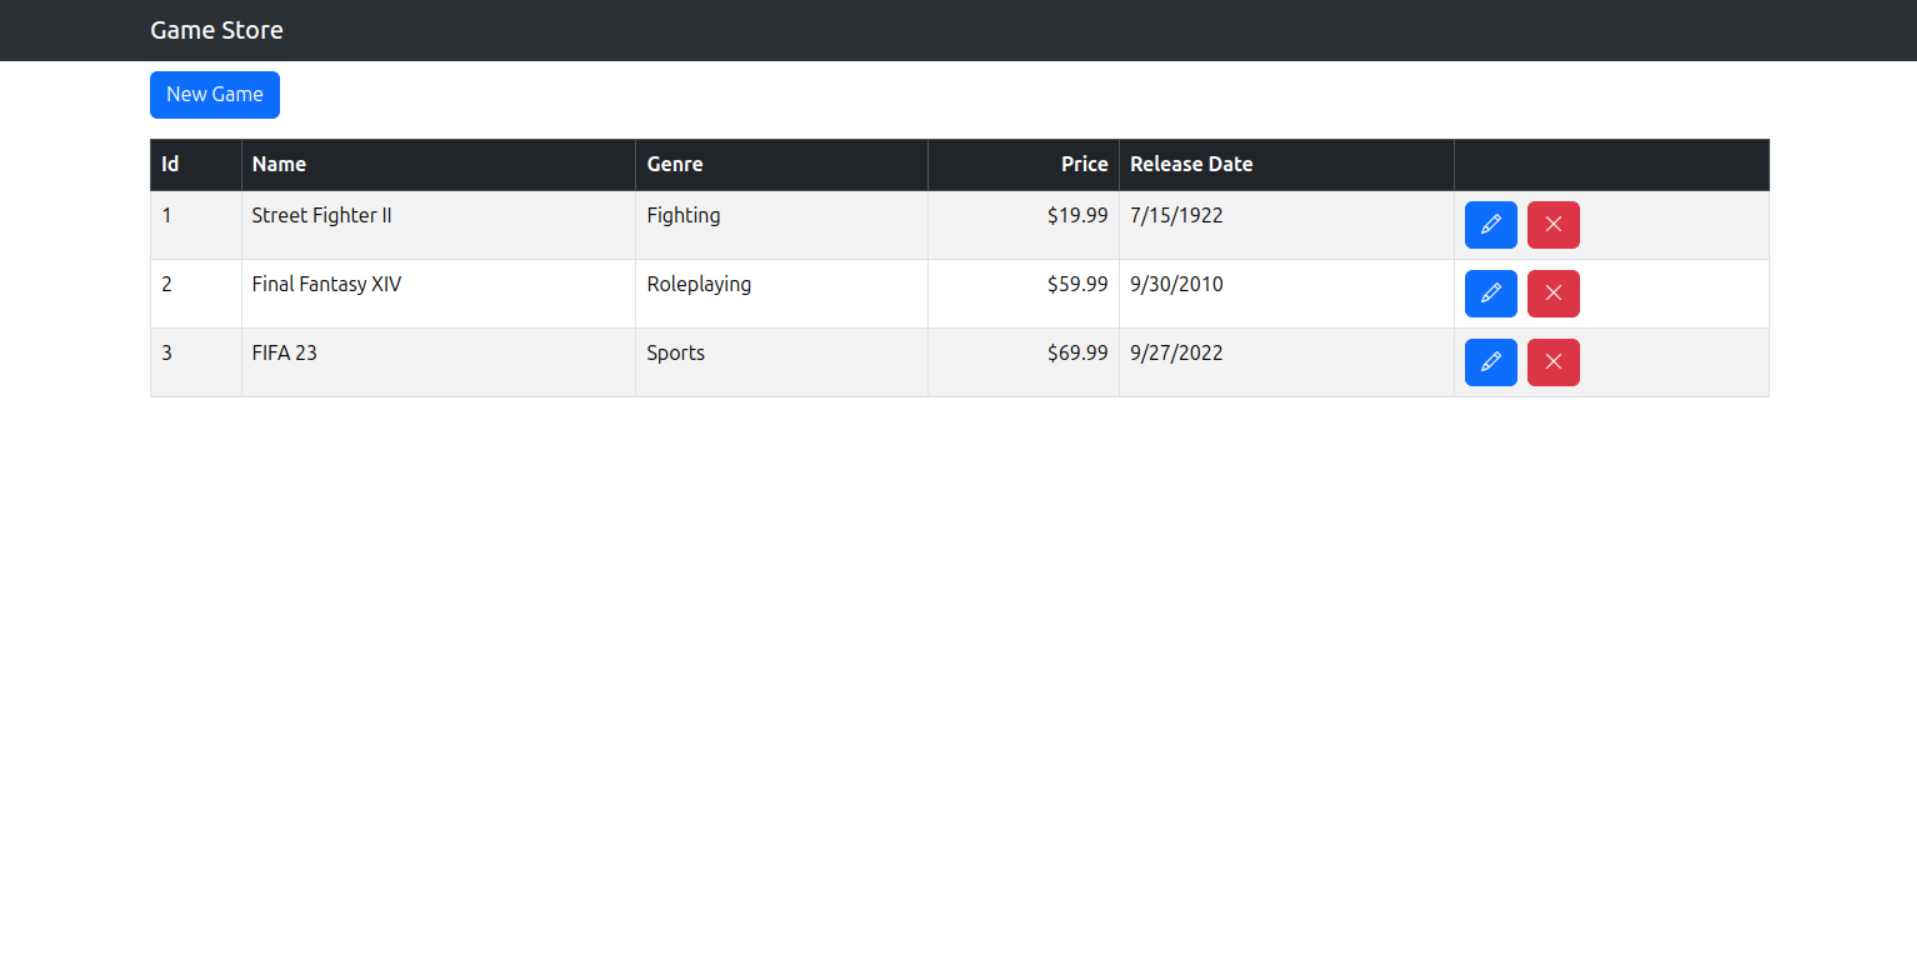 Game Store
New Game
Id Name Genre Price Release Date
1 Street Fighter II Fighting $19.99 7/15/1922
2 Final Fantasy XIV Roleplaying $59.99 9/30/2010
3 FIFA 23 Sports $69.99 9/27/2022